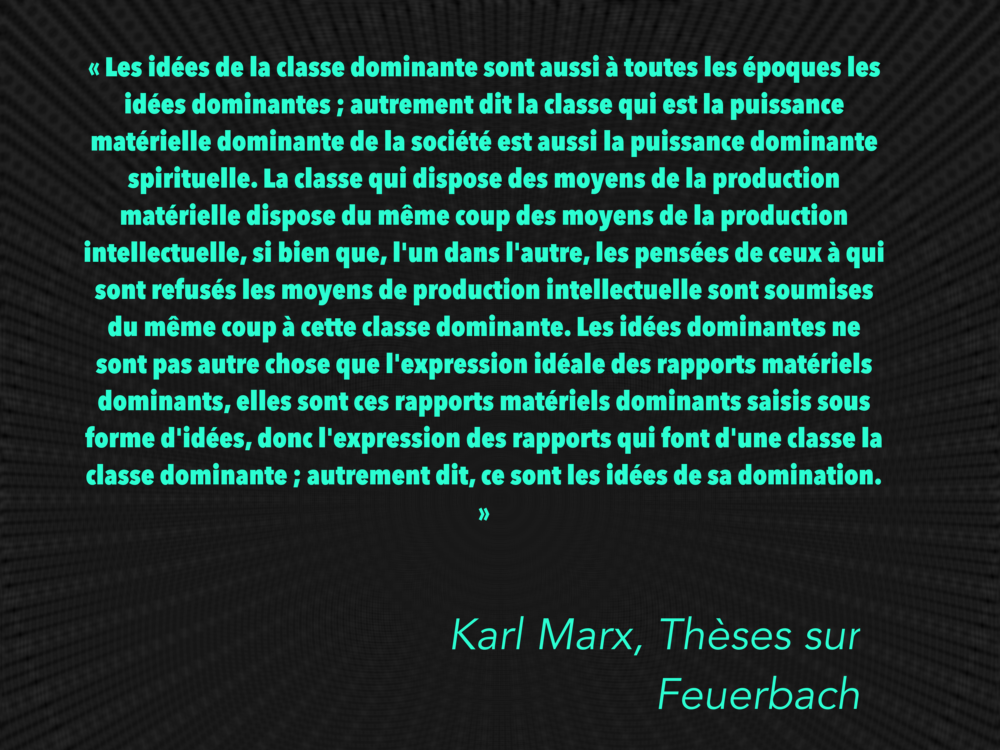 « Les idées de la classe dominante sont aussi à toutes les époques les
idées dominantes ; autrement dit la classe qui est la puissance
matérielle dominante de la société est aussi la puissance dominante
spirituelle. La classe qui dispose des moyens de la production
matérielle dispose du même coup des moyens de la production
intellectuelle, si bien que, l'un dans l'autre, les pensées de ceux à qui
sont refusés les moyens de production intellectuelle sont soumises
du même coup à cette classe dominante. Les idées dominantes ne
sont pas autre chose que l'expression idéale des rapports matériels
dominants, elles sont ces rapports matériels dominants saisis sous
forme d'idées, donc l'expression des rapports qui font d'une classe la
classe dominante ; autrement dit, ce sont les idées de sa domination.
»
Karl Marx, Thèses sur
Feuerbach